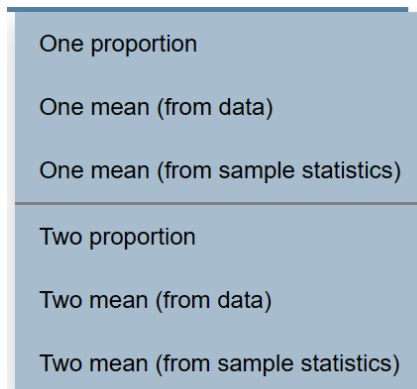 One proportion
One mean (from data)
One mean (from sample statistics)
Two proportion
Two mean (from data)
Two mean (from sample statistics)